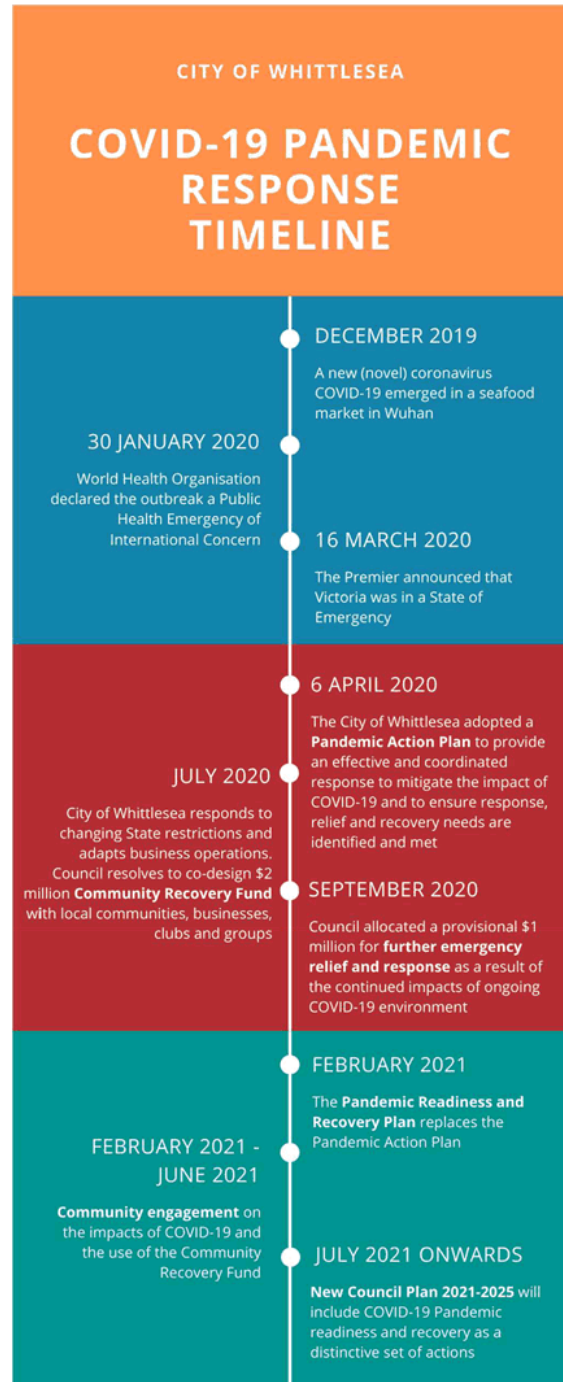 CITY OF WHITTLESEA
COVID-19 PANDEMIC
RESPONSE
TIMELINE
DECEMBER 2019
A new (novel) coronavirus
COVID-19 emerged in a seafood
market in Wuhan
30 JANUARY 2020
World Health Organisation
declared the outbreak a Public
Health Emergency of
International Concern
16 MARCH 2020
The Premier announced that
Victoria was in a State of
Emergency
6 APRIL 2020
The City of Whittlesea adopted a
Pandemic Action Plan to provide
an effective and coordinated
response to mitigate the impact of
COVID-19 and to ensure response,
relief and recovery needs are
identified and met
JULY 2020
City of Whittlesea responds to
changing State restrictions and
adapts business operations.
Council resolves to co-design $2
million Community Recovery Fund
with local communities, businesses,
clubs and groups
SEPTEMBER 2020
Council allocated a provisional $1
million for further emergency
relief and response as a result of
the continued impacts of ongoing
COVID-19 environment
FEBRUARY 2021
The Pandemic Readiness and
Recovery Plan replaces the
Pandemic Action Plan
FEBRUARY 2021 -
JUNE 2021
Community engagement on
the impacts of COVID-19 and
the use of the Community
Recovery Fund
JULY 2021 ONWARDS
New Council Plan 2021-2025 will
include COVID-19 Pandemic
readiness and recovery as a
distinctive set of actions